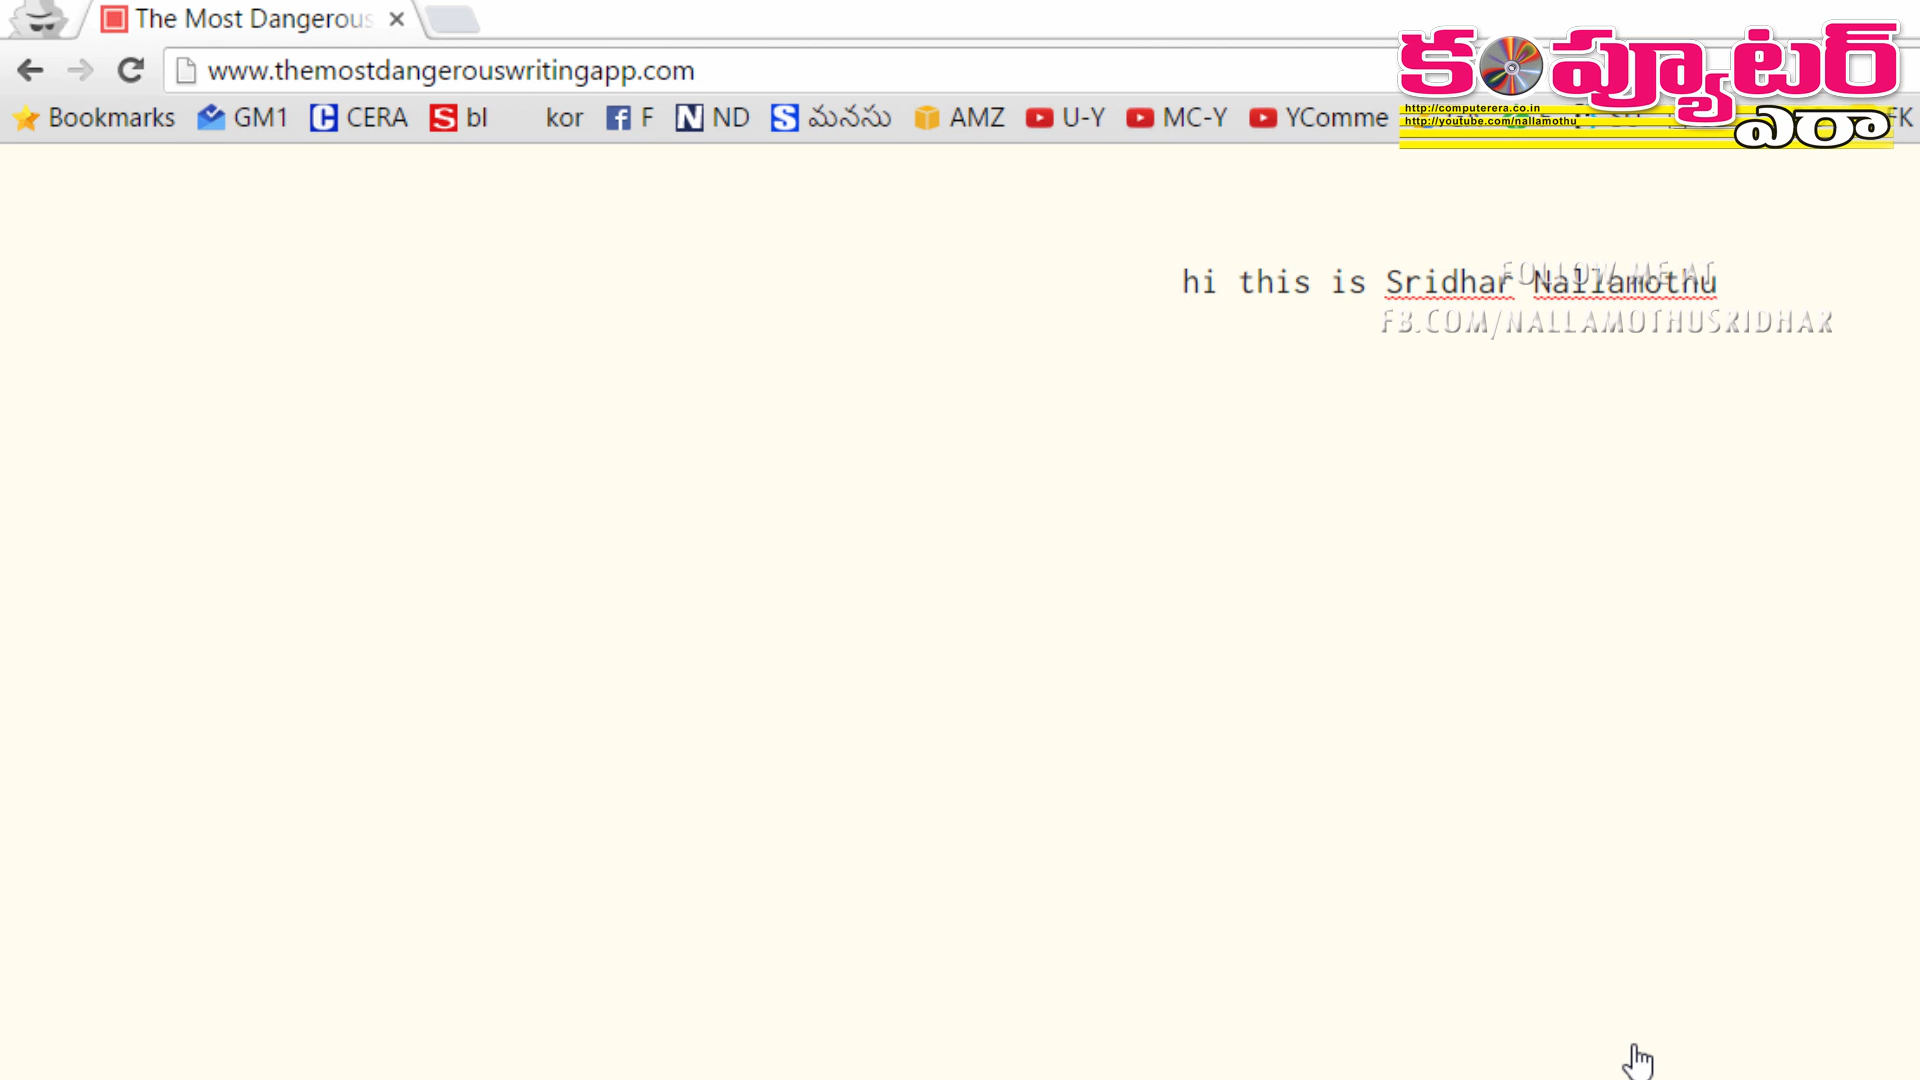 The Most Dangerous
www.themostdangerouswritingapp.com
Bookmarks GM1 CERA bl kor F ND మనసు AMZ U-Y MC-Y YComme FK
కంప్యూటర్
ఎరా
http://computerera.co.in
http://youtube.com/nallamothu
hi this is Sridhar Nallamothu
FOLLOW ME AT
FB.COM/NALLAMOTHUSRIDHAR